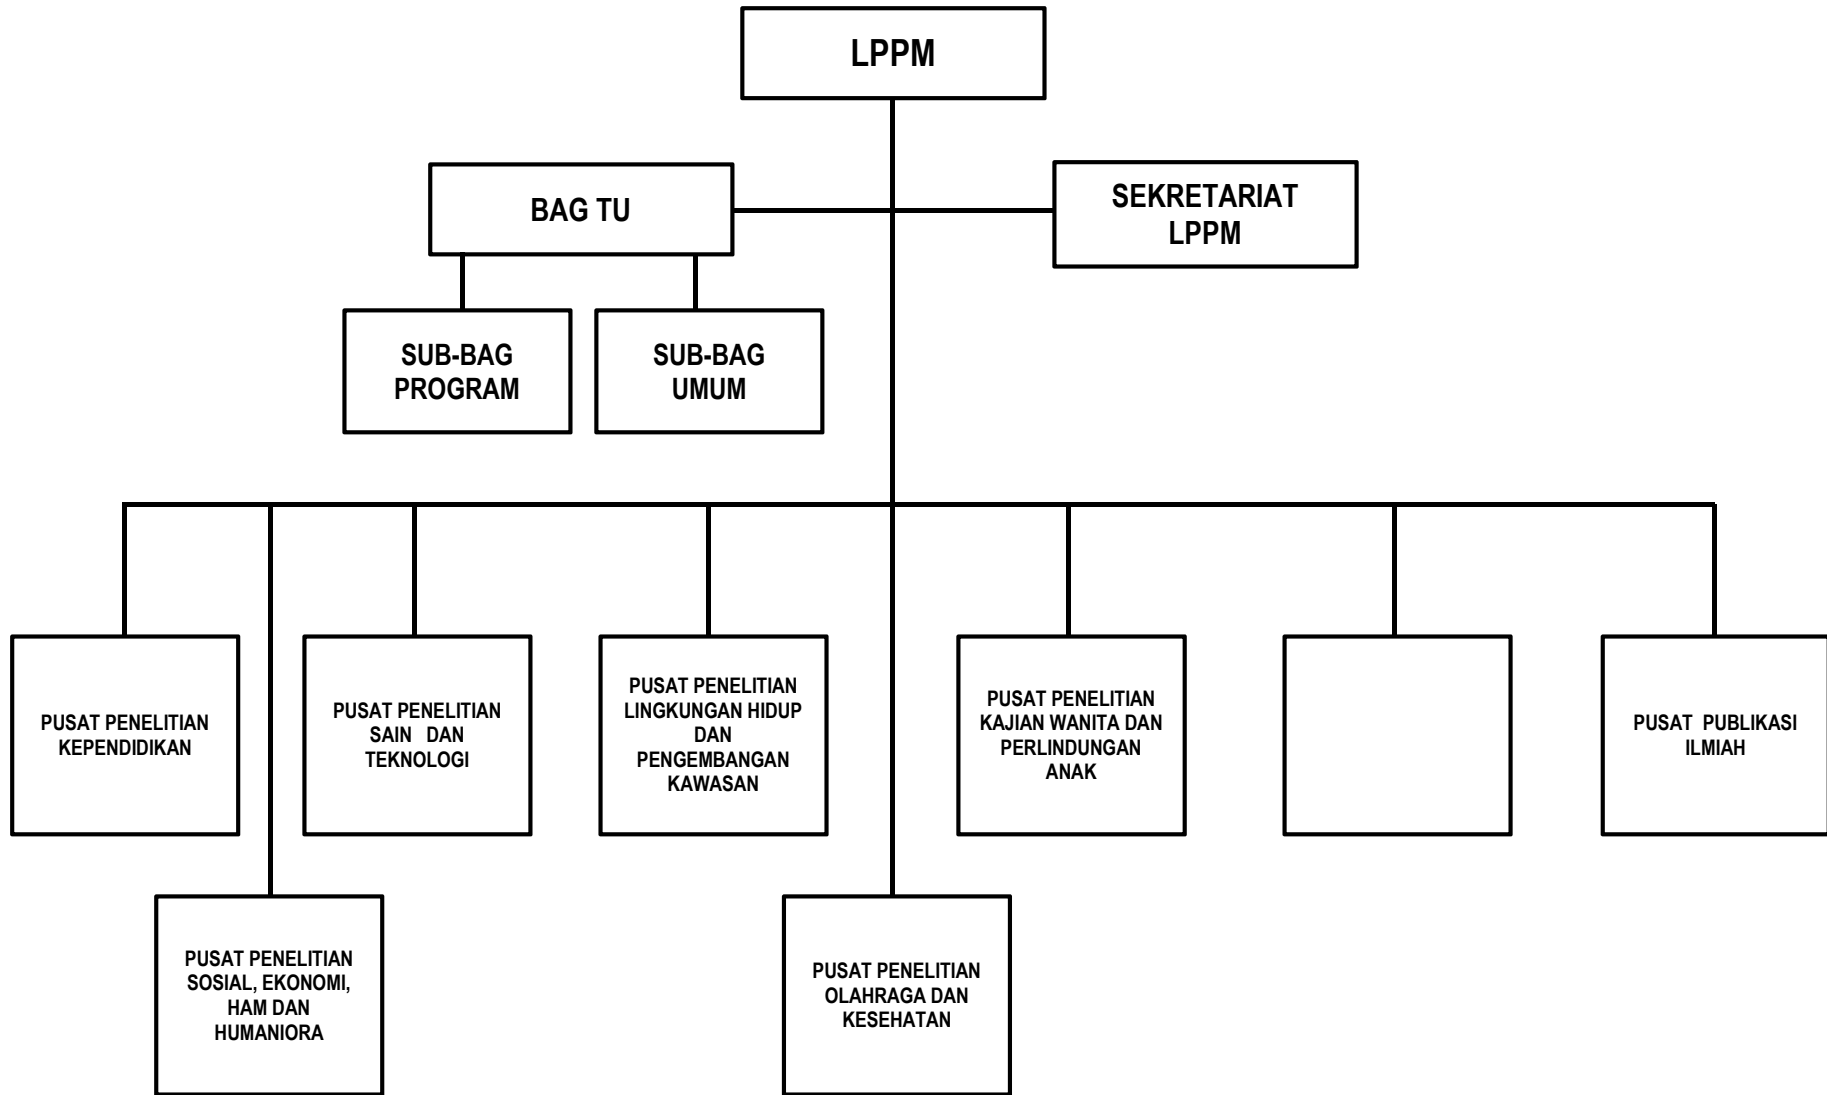 LPPM
BAG TU
SEKRETARIAT
LPPM
SUB-BAG
PROGRAM
SUB-BAG
UMUM
PUSAT PENELITIAN
KEPENDIDIKAN
PUSAT PENELITIAN
SAIN DAN
TEKNOLOGI
PUSAT PENELITIAN
LINGKUNGAN HIDUP
DAN
PENGEMBANGAN
KAWASAN
PUSAT PENELITIAN
KAJIAN WANITA DAN
PERLINDUNGAN
ANAK
PUSAT PUBLIKASI
ILMIAH
PUSAT PENELITIAN
SOSIAL, EKONOMI,
HAM DAN
HUMANIORA
PUSAT PENELITIAN
OLAHRAGA DAN
KESEHATAN